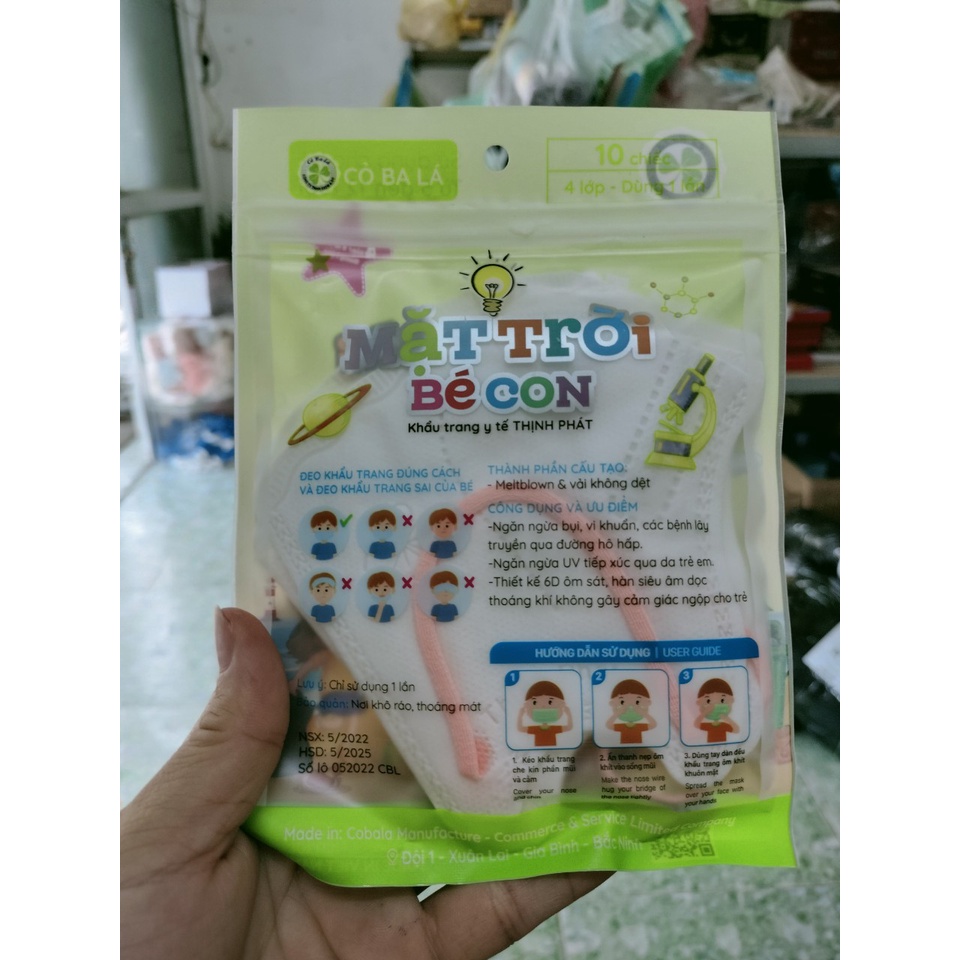 CỎ BA LÁ
10 chiếc
4 lớp - Dùng 1 lần
MẶT TRỜI
BÉ CON
Khẩu trang y tế THỊNH PHÁT
ĐEO KHẨU TRANG ĐÚNG CÁCH
VÀ ĐEO KHẨU TRANG SAI CỦA BÉ
THÀNH PHẦN CẤU TẠO:
- Meltblown & vải không dệt
CÔNG DỤNG VÀ ƯU ĐIỂM
-Ngăn ngừa bụi, vi khuẩn, các bệnh lây
truyền qua đường hô hấp.
-Ngăn ngừa UV tiếp xúc qua da trẻ em.
-Thiết kế 6D ôm sát, hàn siêu âm dọc
thoáng khí không gây cảm giác ngộp cho trẻ
HƯỚNG DẪN SỬ DỤNG | USER GUIDE
1
2
3
1. Kéo khẩu trang
che kín phần mũi
và cằm
Cover your nose
2. Ấn thanh nẹp ôm
khít vào sống mũi
Make the nose wire
hug your bridge of
the nose tightly
3. Dùng tay dàn đều
khẩu trang ôm khít
khuôn mặt
Spread the mask
over your face with
your hands
Lưu ý: Chỉ sử dụng 1 lần
Bảo quản: Nơi khô ráo, thoáng mát
NSX: 5/2022
HSD: 5/2025
Số lô 052022 CBL
Made in: Cobala Manufacture - Commerce & Service Limited Company
Đội 1 - Xuân Lai - Gia Bình - Bắc Ninh